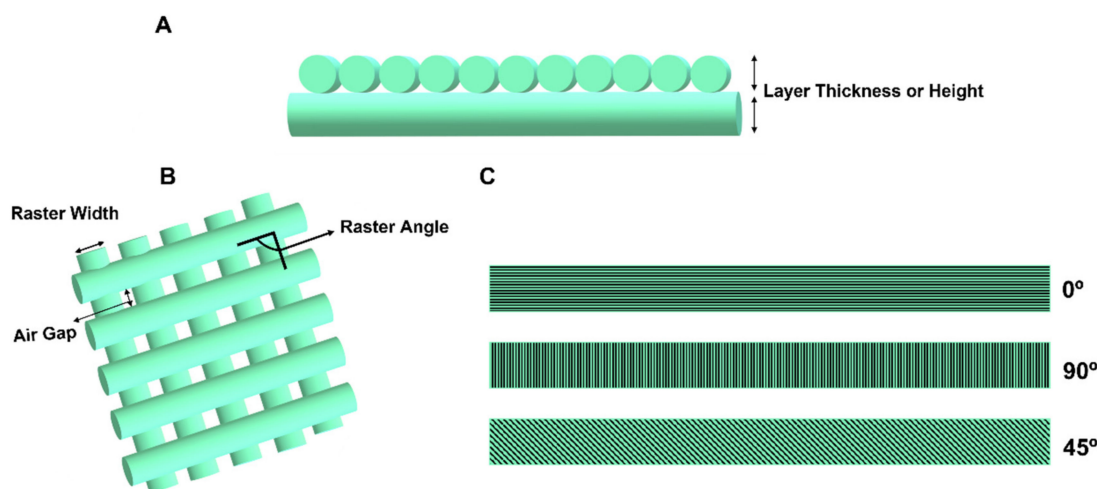 A
Layer Thickness or Height
B
Raster Width
Raster Angle
Air Gap
C
0º
90º
45º